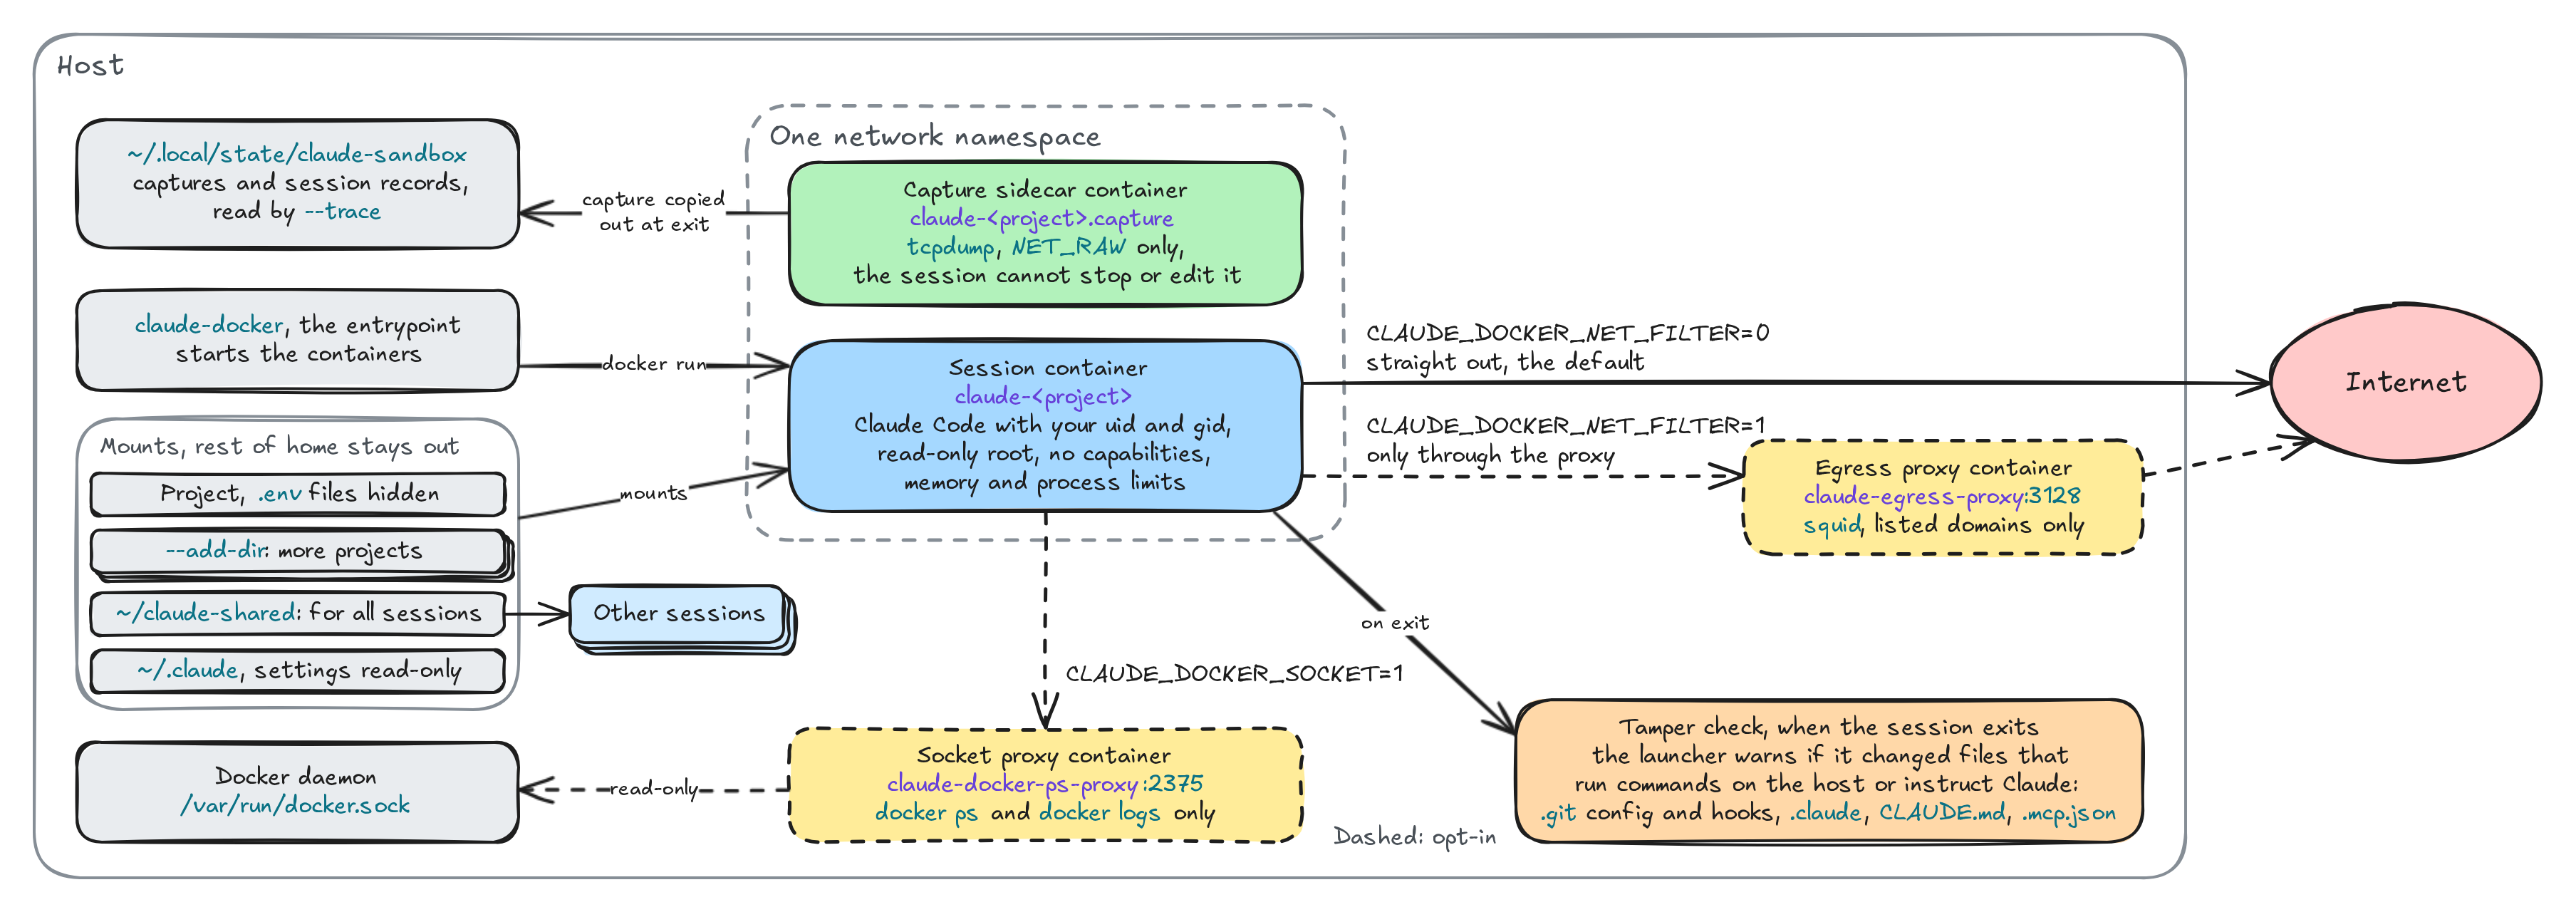 Host
~/.local/state/claude-sandbox
captures and session records,
read by --trace
capture copied
out at exit
One network namespace
Capture sidecar container
claude-<project>.capture
tcpdump, NET_RAW only,
the session cannot stop or edit it
claude-docker, the entrypoint
starts the containers
docker run
Session container
claude-<project>
Claude Code with your uid and gid,
read-only root, no capabilities,
memory and process limits
CLAUDE_DOCKER_NET_FILTER=0
straight out, the default
Internet
CLAUDE_DOCKER_NET_FILTER=1
only through the proxy
Egress proxy container
claude-egress-proxy:3128
squid, listed domains only
Mounts, rest of home stays out
Project, .env files hidden
--add-dir: more projects
~/claude-shared: for all sessions
~/.claude, settings read-only
mounts
Other sessions
on exit
CLAUDE_DOCKER_SOCKET=1
Docker daemon
/var/run/docker.sock
read-only
Socket proxy container
claude-docker-ps-proxy:2375
docker ps and docker logs only
Dashed: opt-in
Tamper check, when the session exits
the launcher warns if it changed files that
run commands on the host or instruct Claude:
.git config and hooks, .claude, CLAUDE.md, .mcp.json